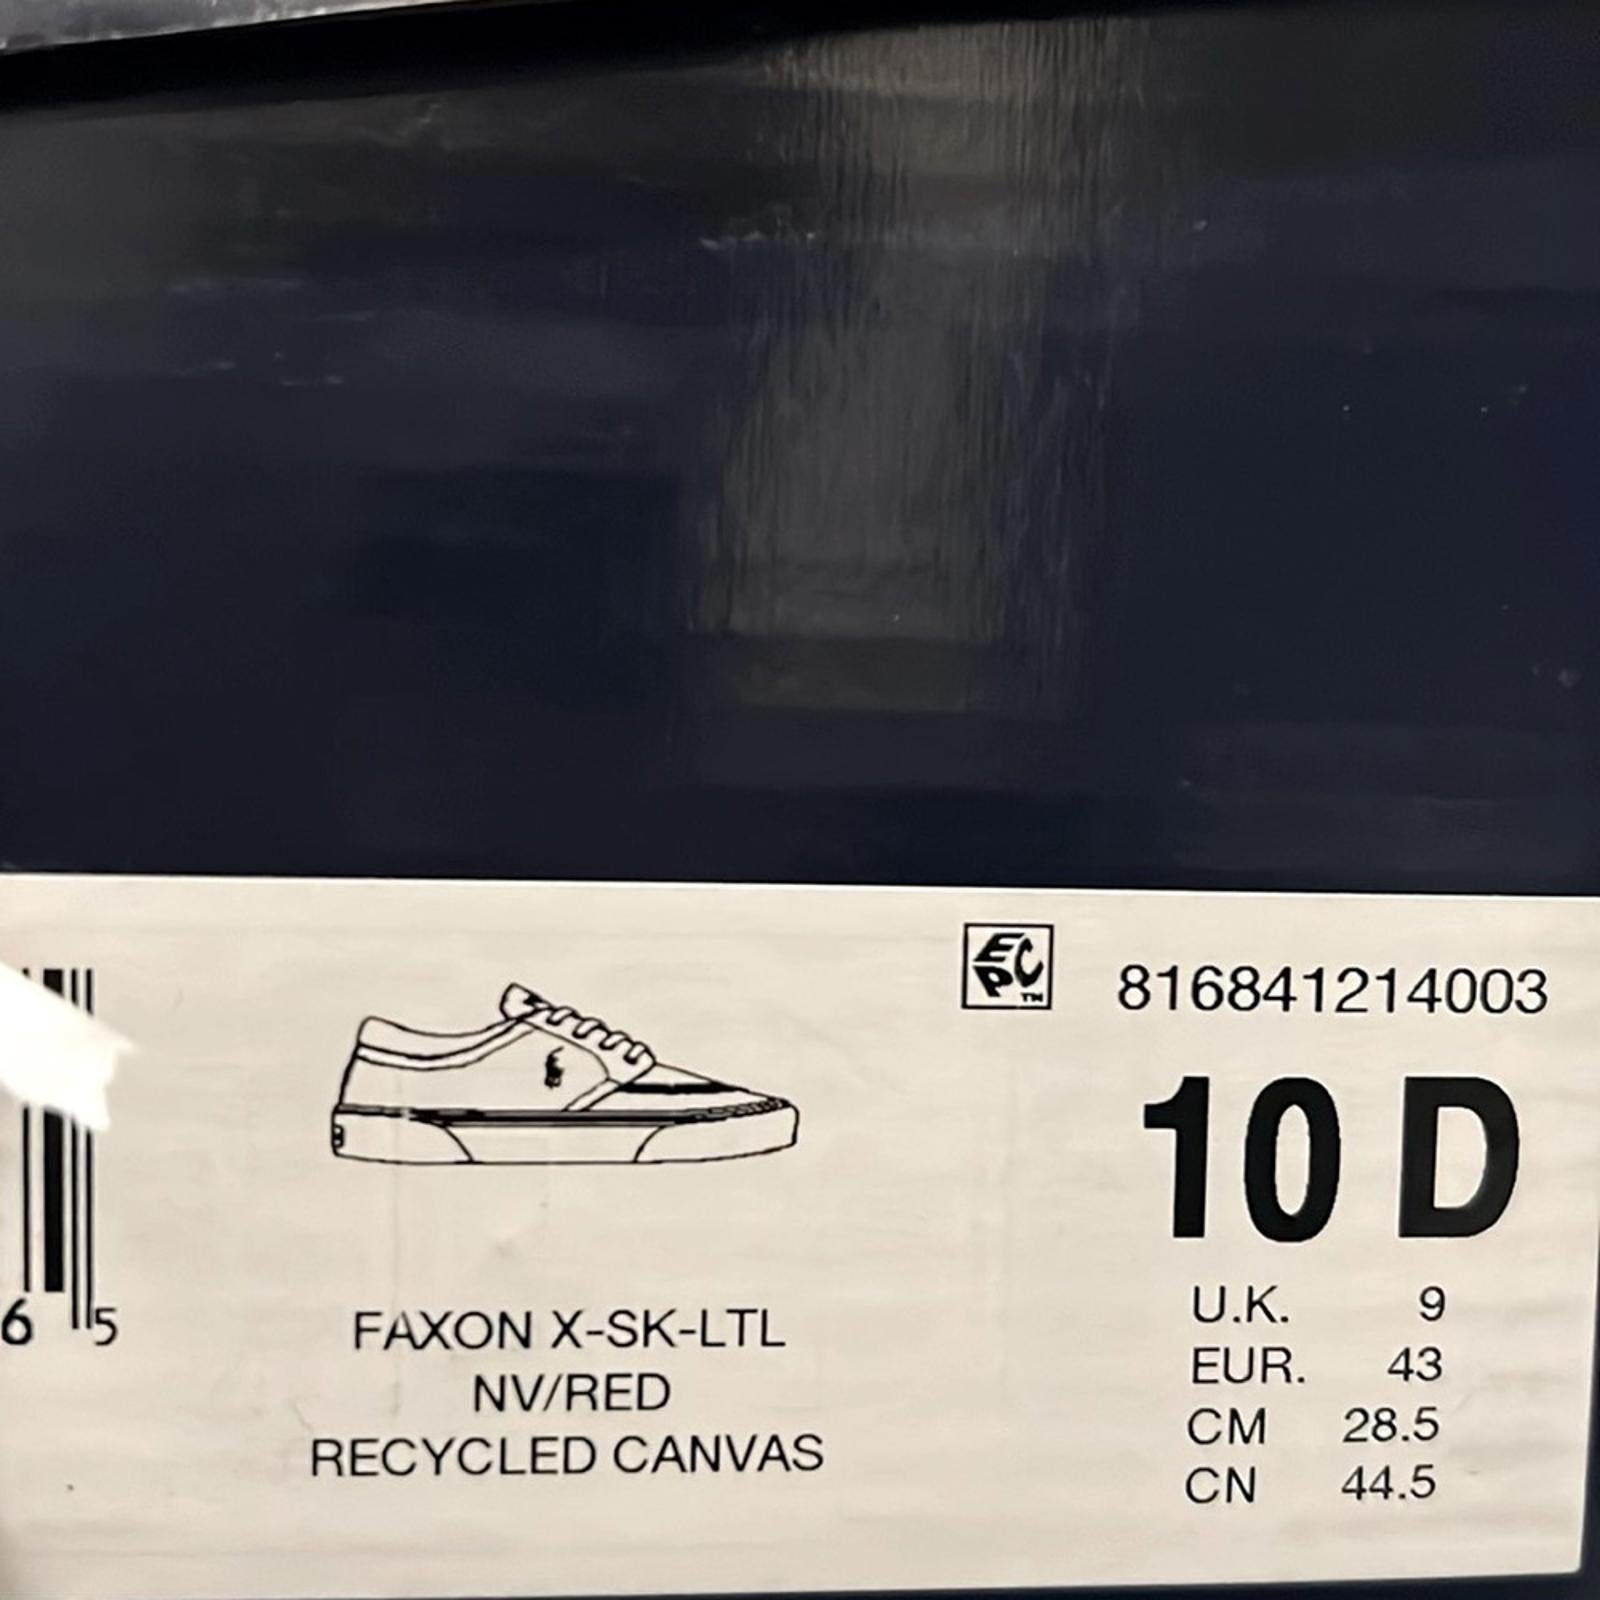 ECP™ 816841214003
10 D
U.K. 9
EUR. 43
CM 28.5
CN 44.5
6 5
FAXON X-SK-LTL
NV/RED
RECYCLED CANVAS